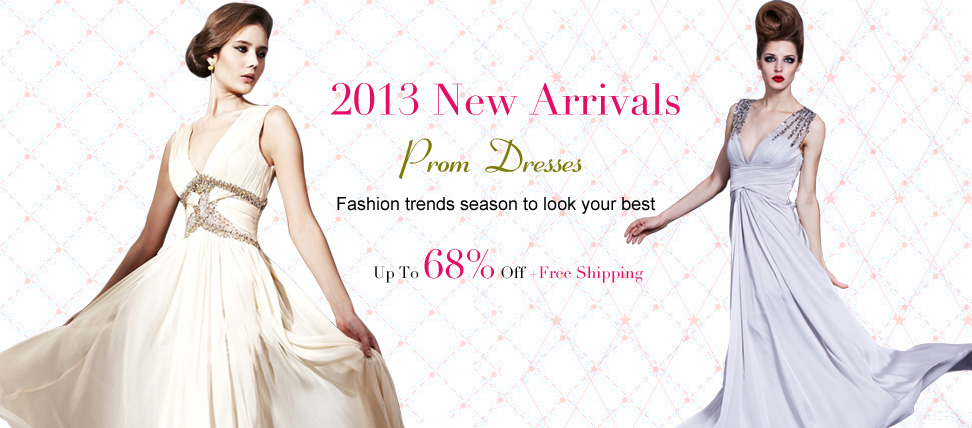 2013 New Arrivals
Prom Dresses
Fashion trends season to look your best
Up To 68% Off +Free Shipping